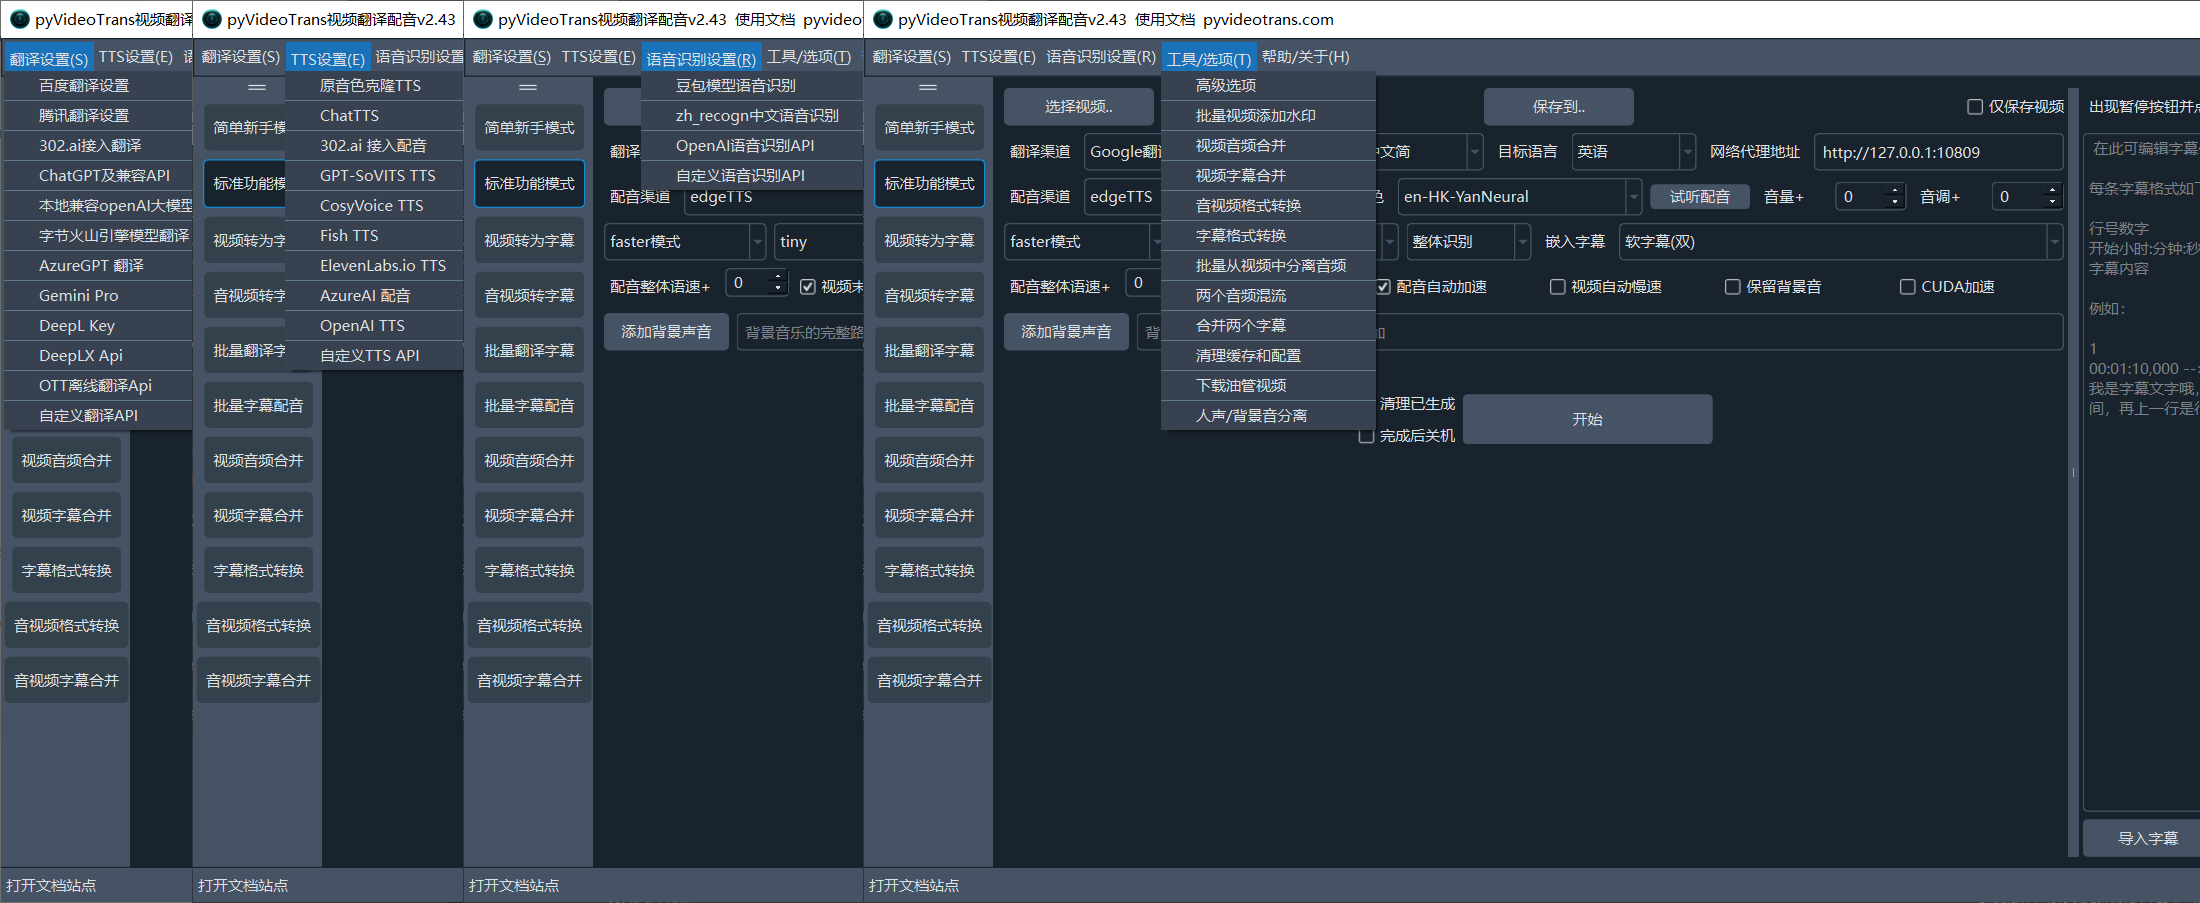 pyVideoTrans视频翻译配音v2.43 使用文档
翻译设置(S) TTS设置(E)
百度翻译设置
腾讯翻译设置
302.ai接入翻译
ChatGPT及兼容API
本地兼容openAI大模型
字节火山引擎模型翻译
AzureGPT 翻译
Gemini Pro
DeepL Key
DeepLX Api
OTT离线翻译Api
自定义翻译API
视频音频合并
视频字幕合并
字幕格式转换
音视频格式转换
音视频字幕合并
打开文档站点
pyVideoTrans视频翻译配音v2.43 使用文档
翻译设置(S) TTS设置(E) 语音识别设置
原音色克隆TTS
ChatTTS
302.ai 接入配音
GPT-SoVITS TTS
CosyVoice TTS
Fish TTS
ElevenLabs.io TTS
AzureAI 配音
OpenAI TTS
自定义TTS API
简单新手模
标准功能模
视频转为字
音视频转字
批量翻译字
批量字幕配音
视频音频合并
视频字幕合并
字幕格式转换
音视频格式转换
音视频字幕合并
打开文档站点
pyVideoTrans视频翻译配音v2.43 使用文档 pyvideo
翻译设置(S) TTS设置(E) 语音识别设置(R) 工具/选项(T)
豆包模型语音识别
zh_recogn中文语音识别
OpenAI语音识别API
自定义语音识别API
简单新手模式
标准功能模式
视频转为字幕
音视频转字幕
批量翻译字幕
批量字幕配音
视频音频合并
视频字幕合并
字幕格式转换
音视频格式转换
音视频字幕合并
翻译
配音渠道 edgeTTS
faster模式 tiny
配音整体语速+ 0 视频末
添加背景声音 背景音乐的完整路
打开文档站点
pyVideoTrans视频翻译配音v2.43 使用文档 pyvideotrans.com
翻译设置(S) TTS设置(E) 语音识别设置(R) 工具/选项(T) 帮助/关于(H)
高级选项
批量视频添加水印
视频音频合并
视频字幕合并
音视频格式转换
字幕格式转换
批量从视频中分离音频
两个音频混流
合并两个字幕
清理缓存和配置
下载油管视频
人声/背景音分离
简单新手模式
标准功能模式
视频转为字幕
音视频转字幕
批量翻译字幕
批量字幕配音
视频音频合并
视频字幕合并
字幕格式转换
音视频格式转换
音视频字幕合并
选择视频.. 保存到.. 仅保存视频
翻译渠道 Google翻 文简 目标语言 英语 网络代理地址 http://127.0.0.1:10809
配音渠道 edgeTTS 色 en-HK-YanNeural 试听配音 音量+ 0 音调+ 0
faster模式 整体识别 嵌入字幕 软字幕(双)
配音整体语速+ 0 配音自动加速 视频自动慢速 保留背景音 CUDA加速
添加背景声音 背 加
清理已生成
完成后关机
开始
出现暂停按钮并点
在此可编辑字幕
每条字幕格式如下
行号数字
开始小时:分钟:秒
字幕内容
例如：
1
00:01:10,000 --
我是字幕文字哦,
间，再上一行是行
导入字幕
打开文档站点